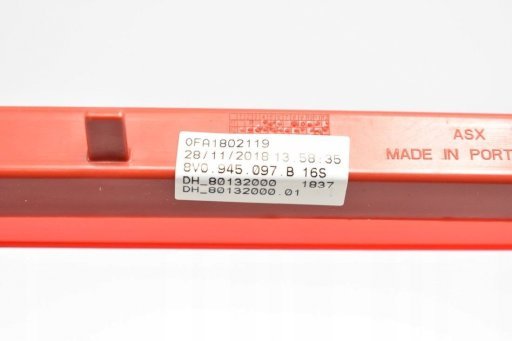 0FA1802119
28/11/2018 13.58:35
8V0.945.097.B 16S
DH_80132000 1837
DH_80132000.01
ASX
MADE IN PORT